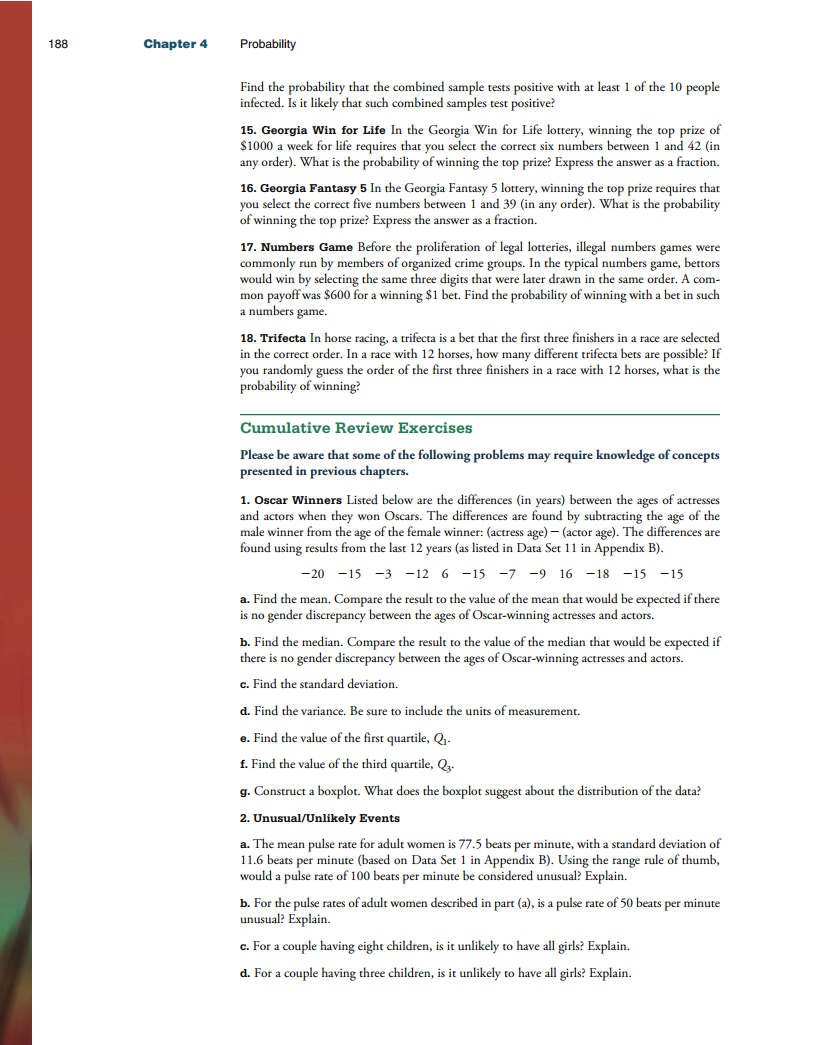 188 Chapter 4 Probability
Find the probability that the combined sample tests positive with at least 1 of the 10 people
infected. Is it likely that such combined samples test positive?
15. Georgia Win for Life In the Georgia Win for Life lottery, winning the top prize of
$1000 a week for life requires that you select the correct six numbers between 1 and 42 (in
any order). What is the probability of winning the top prize? Express the answer as a fraction.
16. Georgia Fantasy 5 In the Georgia Fantasy 5 lottery, winning the top prize requires that
you select the correct five numbers between 1 and 39 (in any order). What is the probability
of winning the top prize? Express the answer as a fraction.
17. Numbers Game Before the proliferation of legal lotteries, illegal numbers games were
commonly run by members of organized crime groups. In the typical numbers game, bettors
would win by selecting the same three digits that were later drawn in the same order. A com-
mon payoff was $600 for a winning $1 bet. Find the probability of winning with a bet in such
a numbers game.
18. Trifecta In horse racing, a trifecta is a bet that the first three finishers in a race are selected
in the correct order. In a race with 12 horses, how many different trifecta bets are possible? If
you randomly guess the order of the first three finishers in a race with 12 horses, what is the
probability of winning?
Cumulative Review Exercises
Please be aware that some of the following problems may require knowledge of concepts
presented in previous chapters.
1. Oscar Winners Listed below are the differences (in years) between the ages of actresses
and actors when they won Oscars. The differences are found by subtracting the age of the
male winner from the age of the female winner: (actress age) − (actor age). The differences are
found using results from the last 12 years (as listed in Data Set 11 in Appendix B).
−20 −15 −3 −12 6 −15 −7 −9 16 −18 −15 −15
a. Find the mean. Compare the result to the value of the mean that would be expected if there
is no gender discrepancy between the ages of Oscar-winning actresses and actors.
b. Find the median. Compare the result to the value of the median that would be expected if
there is no gender discrepancy between the ages of Oscar-winning actresses and actors.
c. Find the standard deviation.
d. Find the variance. Be sure to include the units of measurement.
e. Find the value of the first quartile, Q₁.
f. Find the value of the third quartile, Q₃.
g. Construct a boxplot. What does the boxplot suggest about the distribution of the data?
2. Unusual/Unlikely Events
a. The mean pulse rate for adult women is 77.5 beats per minute, with a standard deviation of
11.6 beats per minute (based on Data Set 1 in Appendix B). Using the range rule of thumb,
would a pulse rate of 100 beats per minute be considered unusual? Explain.
b. For the pulse rates of adult women described in part (a), is a pulse rate of 50 beats per minute
unusual? Explain.
c. For a couple having eight children, is it unlikely to have all girls? Explain.
d. For a couple having three children, is it unlikely to have all girls? Explain.